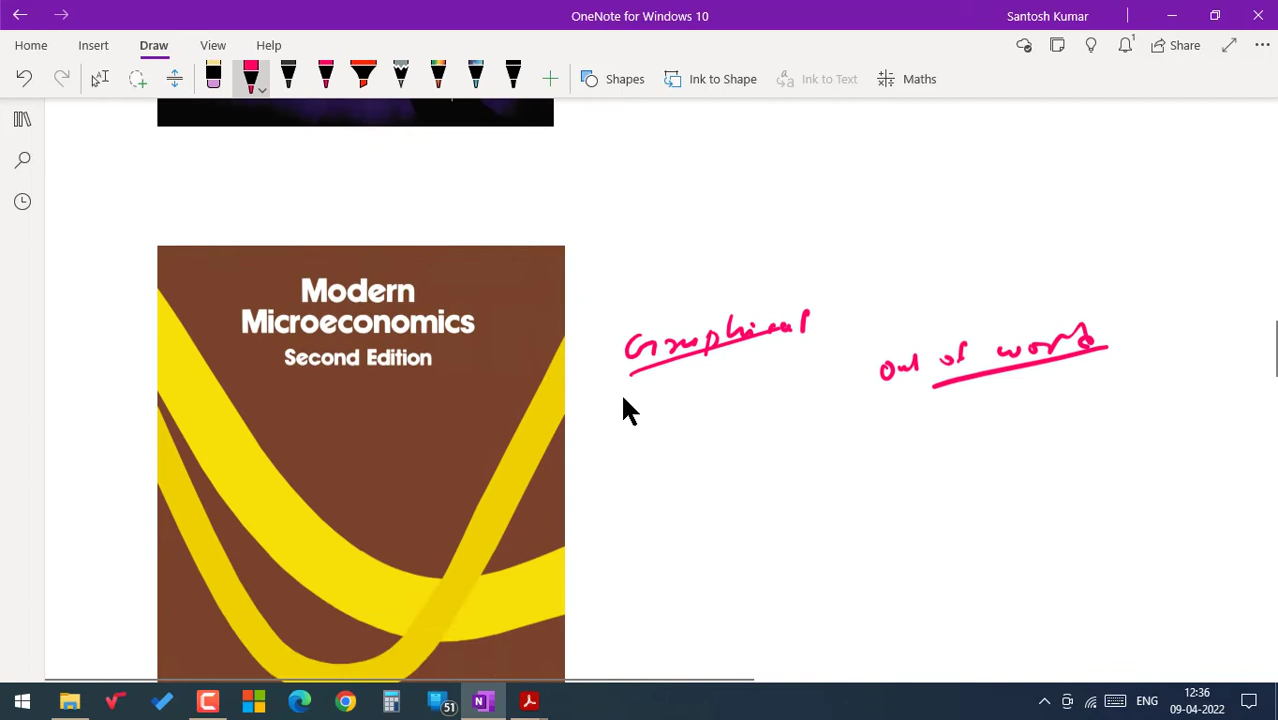 OneNote for Windows 10
Santosh Kumar
Home Insert Draw View Help
Share
Shapes Ink to Shape Ink to Text Maths
Modern
Microeconomics
Second Edition
Graphical
Out of world
51
ENG
12:36
09-04-2022